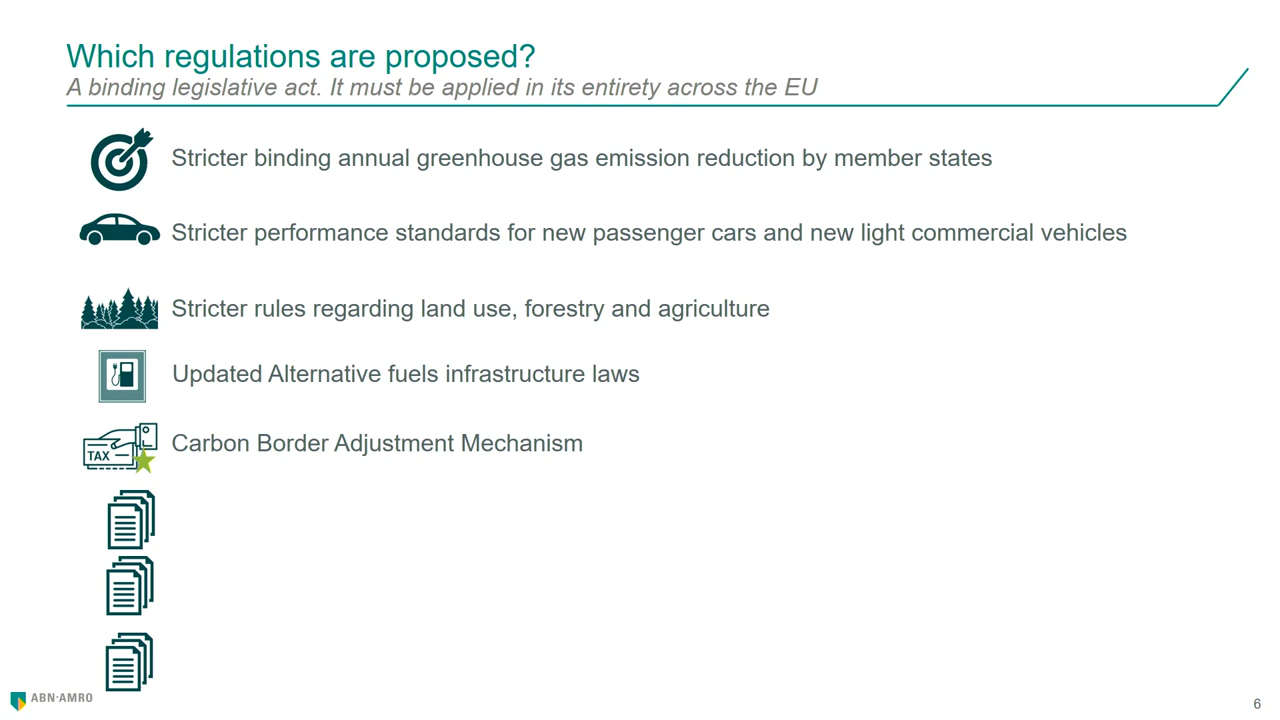 Which regulations are proposed?
A binding legislative act. It must be applied in its entirety across the EU
Stricter binding annual greenhouse gas emission reduction by member states
Stricter performance standards for new passenger cars and new light commercial vehicles
Stricter rules regarding land use, forestry and agriculture
Updated Alternative fuels infrastructure laws
TAX
Carbon Border Adjustment Mechanism
ABN·AMRO
6